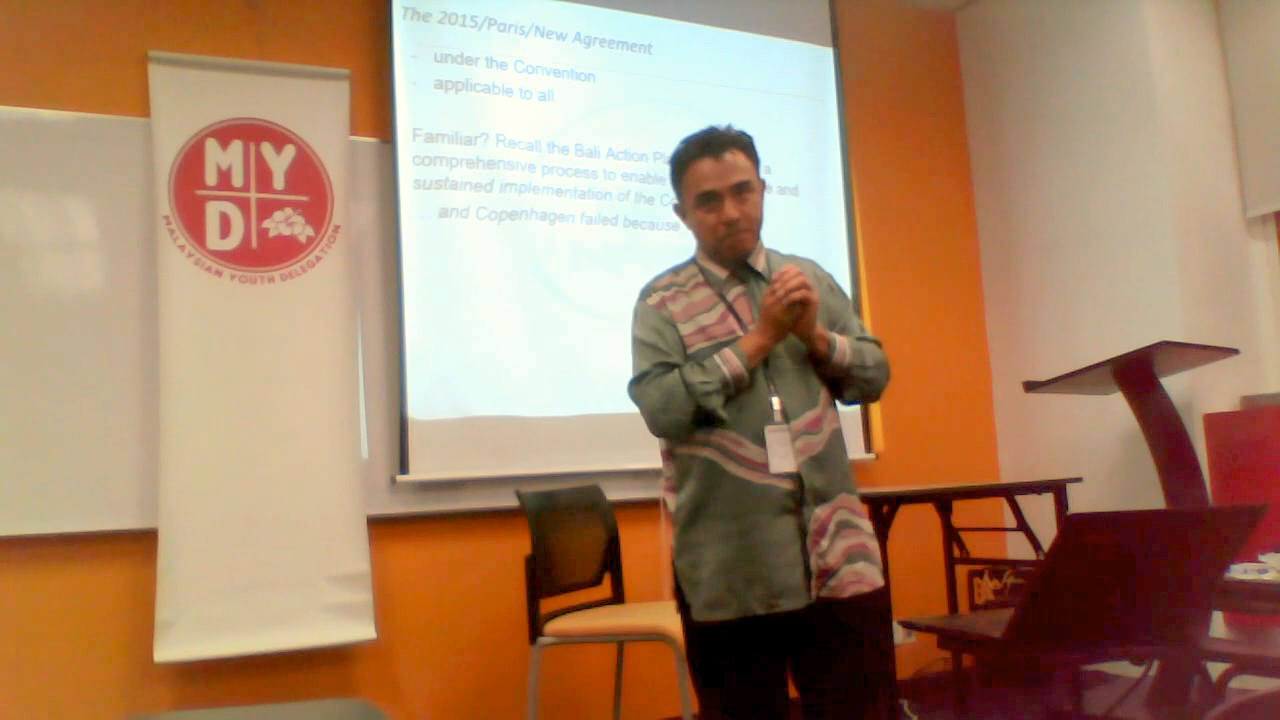 MY
D
MALAYSIAN YOUTH DELEGATION
The 2015/Paris/New Agreement
- under the Convention
- applicable to all
Familiar? Recall the Bali Action a
comprehensive process to enable and
sustained implementation of the
and Copenhagen failed because